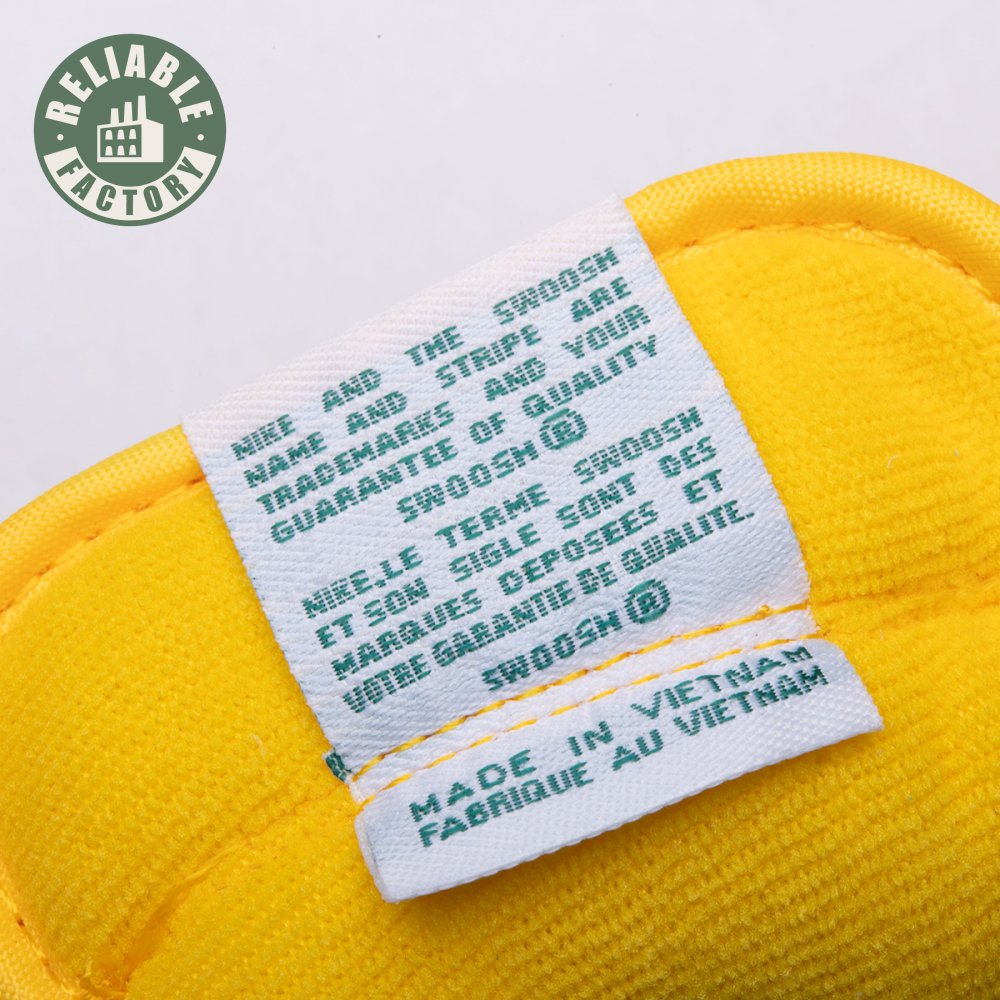 RELIABLE
FACTORY
NIKE AND THE SWOOSH
NAME AND STRIPE ARE
TRADEMARKS AND YOUR
GUARANTEE OF QUALITY
SWOOSH®
NIKE.LE TERME SWOOSH
ET SON SIGLE SONT DES
MARQUES DEPOSEES ET
VOTRE GARANTIE DE QUALITE.
SWOOSH®
MADE IN VIETNAM
FABRIQUE AU VIETNAM